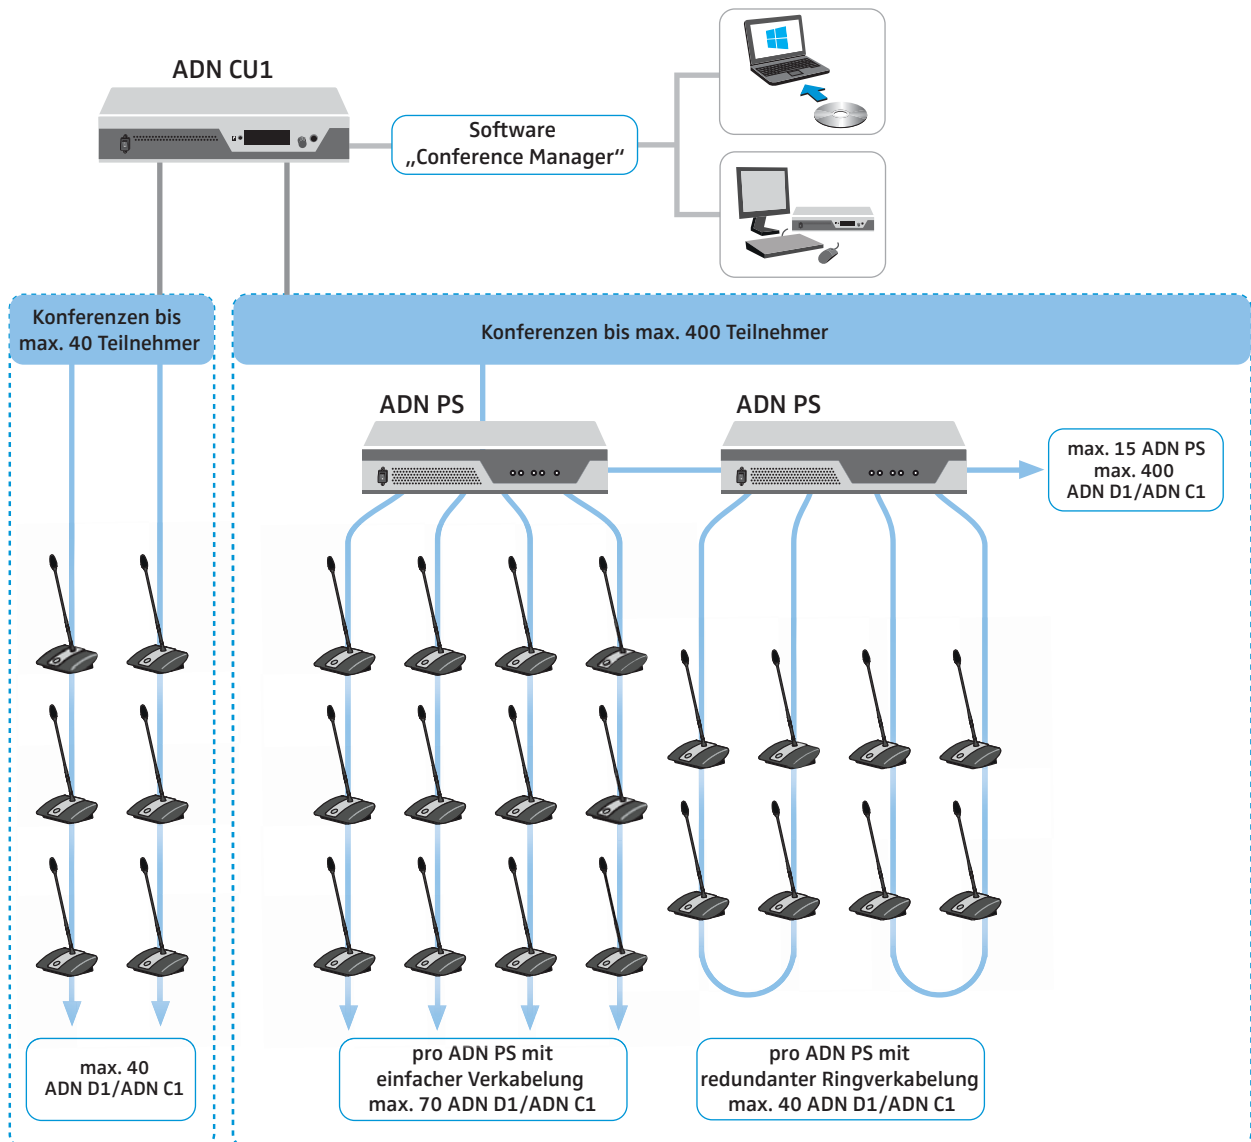 ADN CU1
Software
„Conference Manager“
Konferenzen bis
max. 40 Teilnehmer
Konferenzen bis max. 400 Teilnehmer
ADN PS
ADN PS
max. 15 ADN PS
max. 400
ADN D1/ADN C1
max. 40
ADN D1/ADN C1
pro ADN PS mit
einfacher Verkabelung
max. 70 ADN D1/ADN C1
pro ADN PS mit
redundanter Ringverkabelung
max. 40 ADN D1/ADN C1